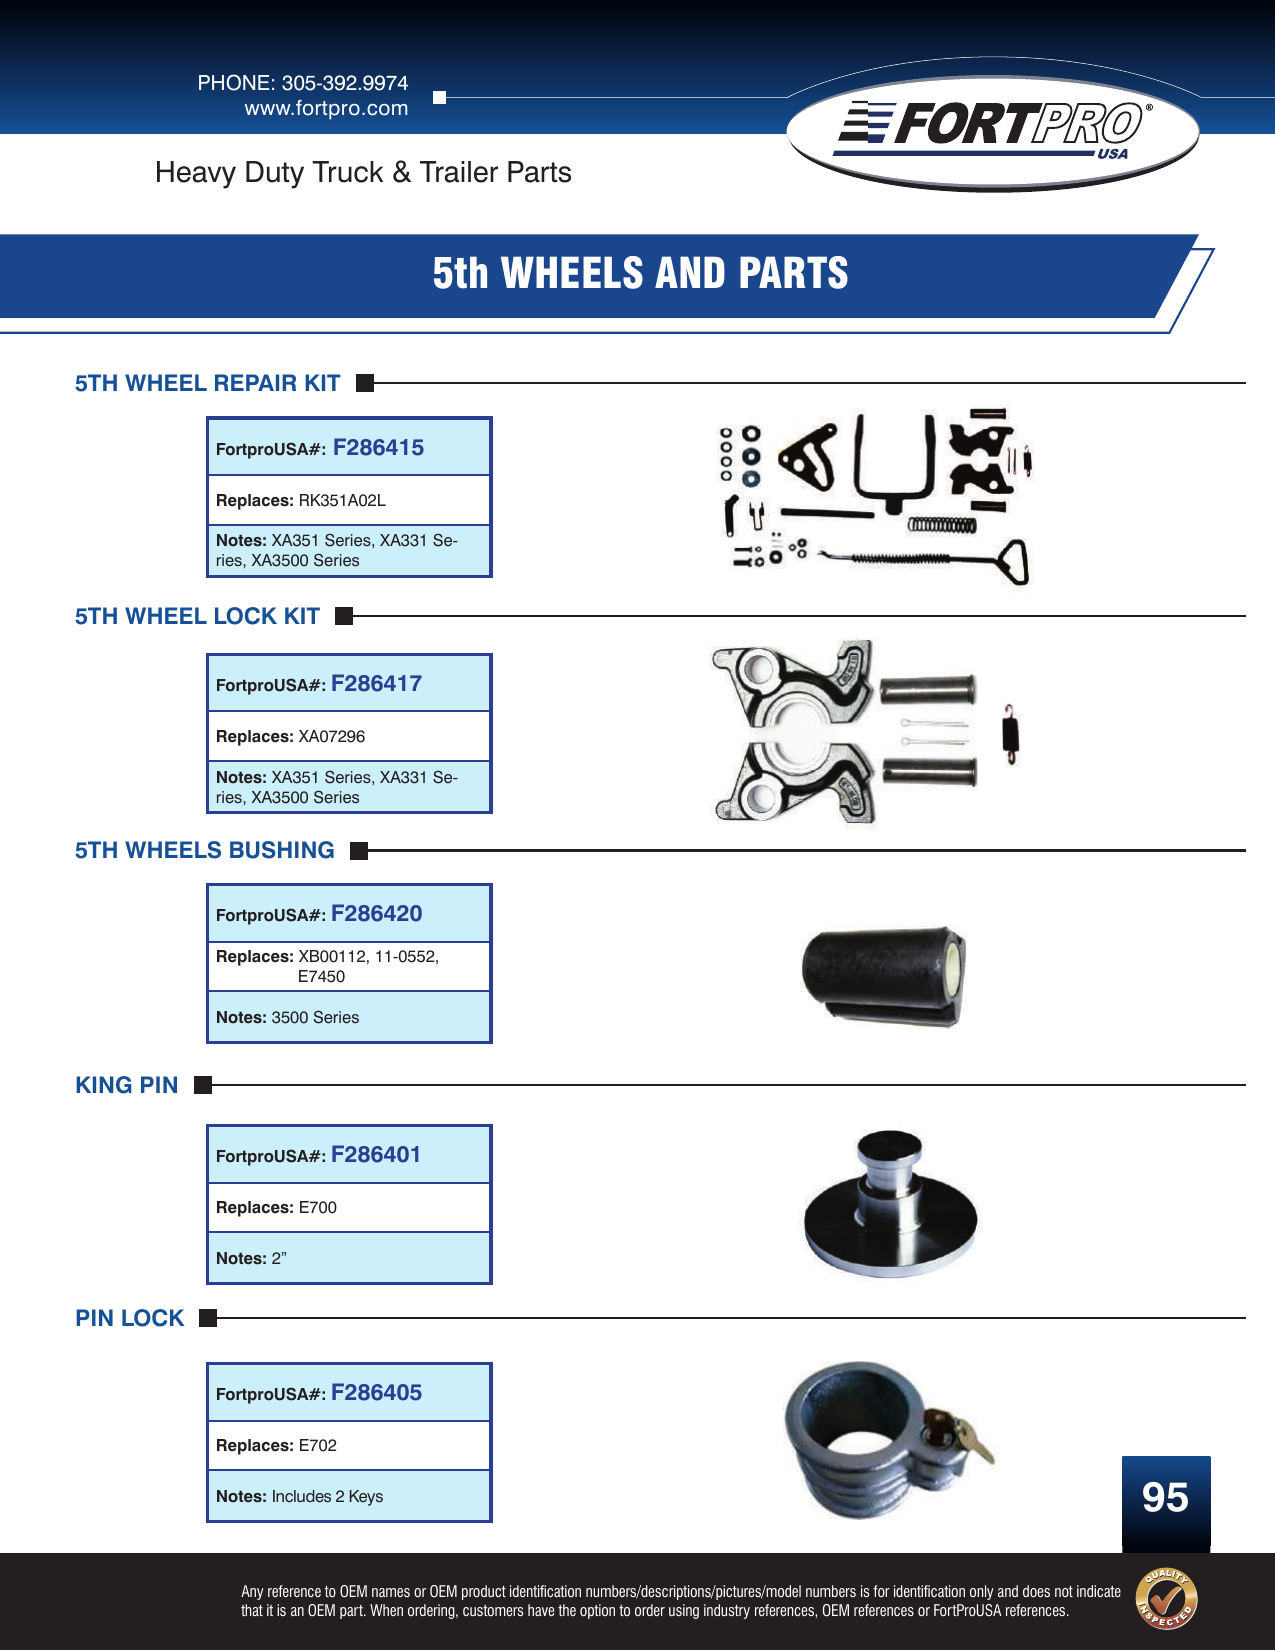 PHONE: 305-392.9974
www.fortpro.com
FORTPRO®
USA
Heavy Duty Truck & Trailer Parts
5th WHEELS AND PARTS
5TH WHEEL REPAIR KIT
FortproUSA#: F286415
Replaces: RK351A02L
Notes: XA351 Series, XA331 Se-
ries, XA3500 Series
5TH WHEEL LOCK KIT
FortproUSA#: F286417
Replaces: XA07296
Notes: XA351 Series, XA331 Se-
ries, XA3500 Series
5TH WHEELS BUSHING
FortproUSA#: F286420
Replaces: XB00112, 11-0552,
E7450
Notes: 3500 Series
KING PIN
FortproUSA#: F286401
Replaces: E700
Notes: 2”
PIN LOCK
FortproUSA#: F286405
Replaces: E702
Notes: Includes 2 Keys
95
Any reference to OEM names or OEM product identification numbers/descriptions/pictures/model numbers is for identification only and does not indicate
that it is an OEM part. When ordering, customers have the option to order using industry references, OEM references or FortProUSA references.
QUALITY
INSPECTED